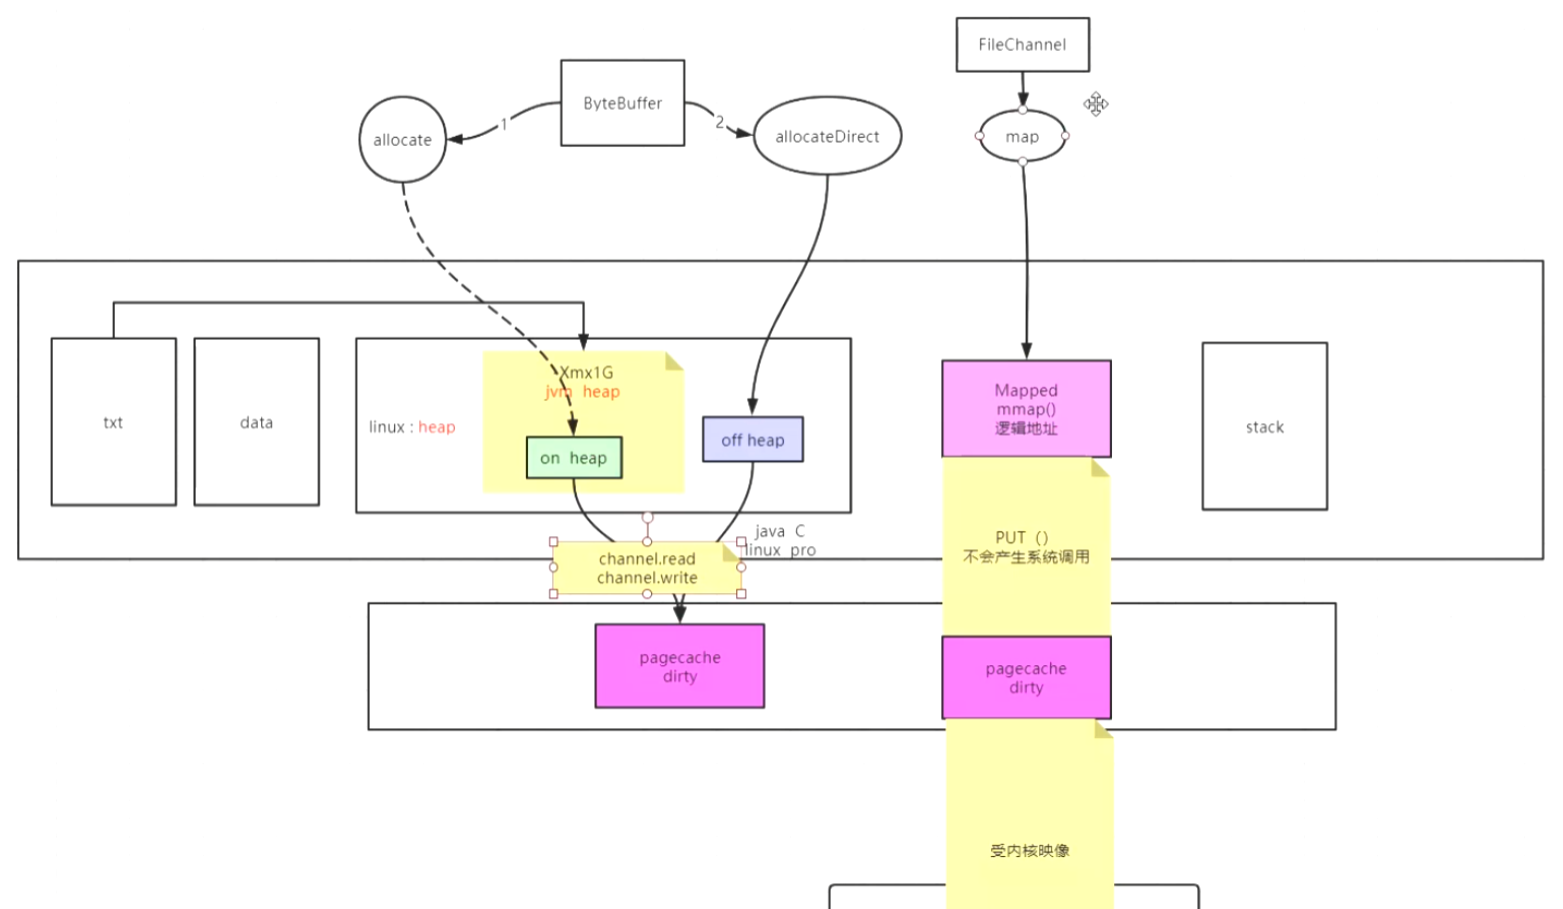 FileChannel
ByteBuffer
1
2
allocate
allocateDirect
map
Xmx1G
jvm heap
txt
data
linux : heap
on heap
off heap
Mapped
mmap()
逻辑地址
stack
PUT（）
不会产生系统调用
java C
linux pro
channel.read
channel.write
pagecache
dirty
pagecache
dirty
受内核映像